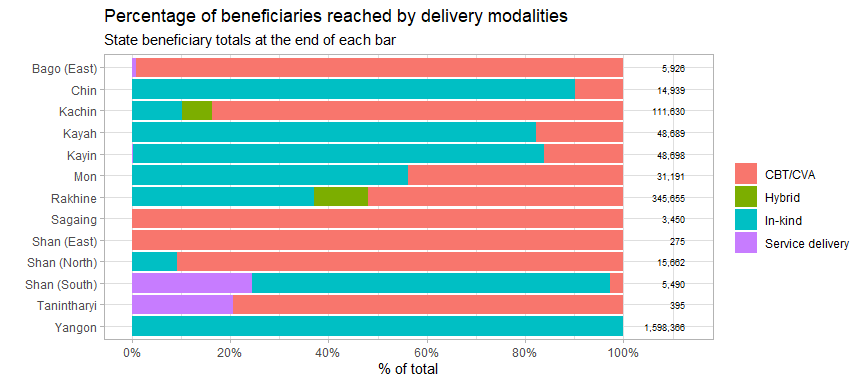 Percentage of beneficiaries reached by delivery modalities
State beneficiary totals at the end of each bar
Bago (East) 5,926
Chin 14,939
Kachin 111,630
Kayah 48,689
Kayin 48,698
Mon 31,191
Rakhine 345,655
Sagaing 3,450
Shan (East) 275
Shan (North) 15,662
Shan (South) 5,490
Tanintharyi 395
Yangon 1,598,366
0% 20% 40% 60% 80% 100%
% of total
CBT/CVA
Hybrid
In-kind
Service delivery